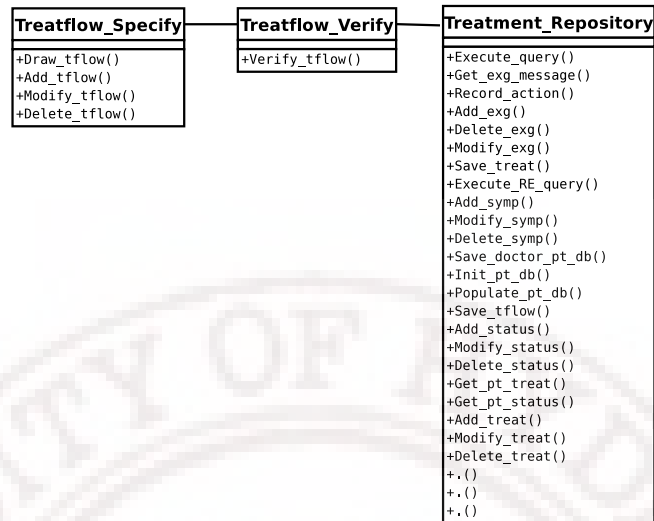 Treatflow_Specify
+Draw_tflow()
+Add_tflow()
+Modify_tflow()
+Delete_tflow()
Treatflow_Verify
+Verify_tflow()
Treatment_Repository
+Execute_query()
+Get_exg_message()
+Record_action()
+Add_exg()
+Delete_exg()
+Modify_exg()
+Save_treat()
+Execute_RE_query()
+Add_symp()
+Modify_symp()
+Delete_symp()
+Save_doctor_pt_db()
+Init_pt_db()
+Populate_pt_db()
+Save_tflow()
+Add_status()
+Modify_status()
+Delete_status()
+Get_pt_treat()
+Get_pt_status()
+Add_treat()
+Modify_treat()
+Delete_treat()
+.()
+.()
+.()
OF